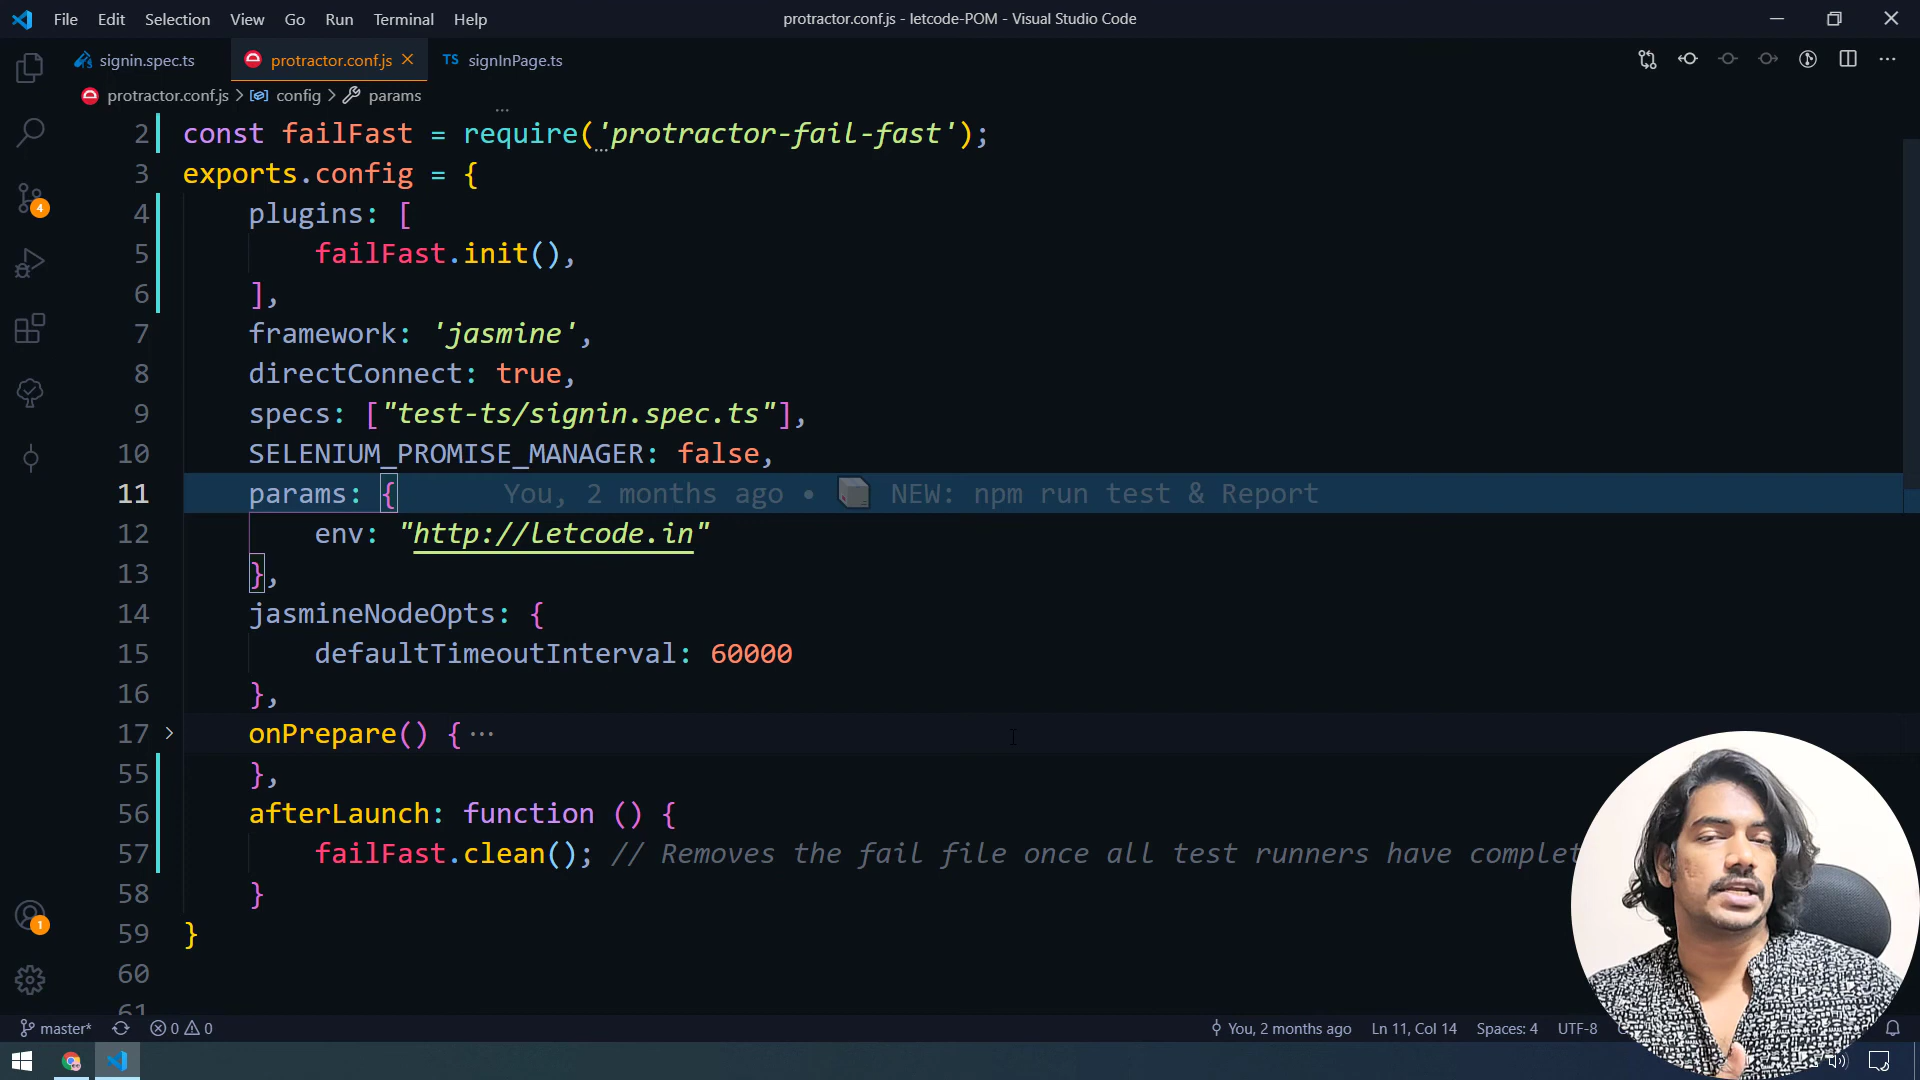 File Edit Selection View Go Run Terminal Help protractor.conf.js - letcode-POM - Visual Studio Code
signin.spec.ts protractor.conf.js TS signInPage.ts
protractor.conf.js > config > params
2 const failFast = require('protractor-fail-fast');
3 exports.config = {
4 plugins: [
5 failFast.init(),
6 ],
7 framework: 'jasmine',
8 directConnect: true,
9 specs: ["test-ts/signin.spec.ts"],
10 SELENIUM_PROMISE_MANAGER: false,
11 params: { You, 2 months ago • NEW: npm run test & Report
12 env: "http://letcode.in"
13 },
14 jasmineNodeOpts: {
15 defaultTimeoutInterval: 60000
16 },
17 onPrepare() { ···
55 },
56 afterLaunch: function () {
57 failFast.clean(); // Removes the fail file once all test runners have complet
58 }
59 }
60
61
4
1
master* 0 0 You, 2 months ago Ln 11, Col 14 Spaces: 4 UTF-8